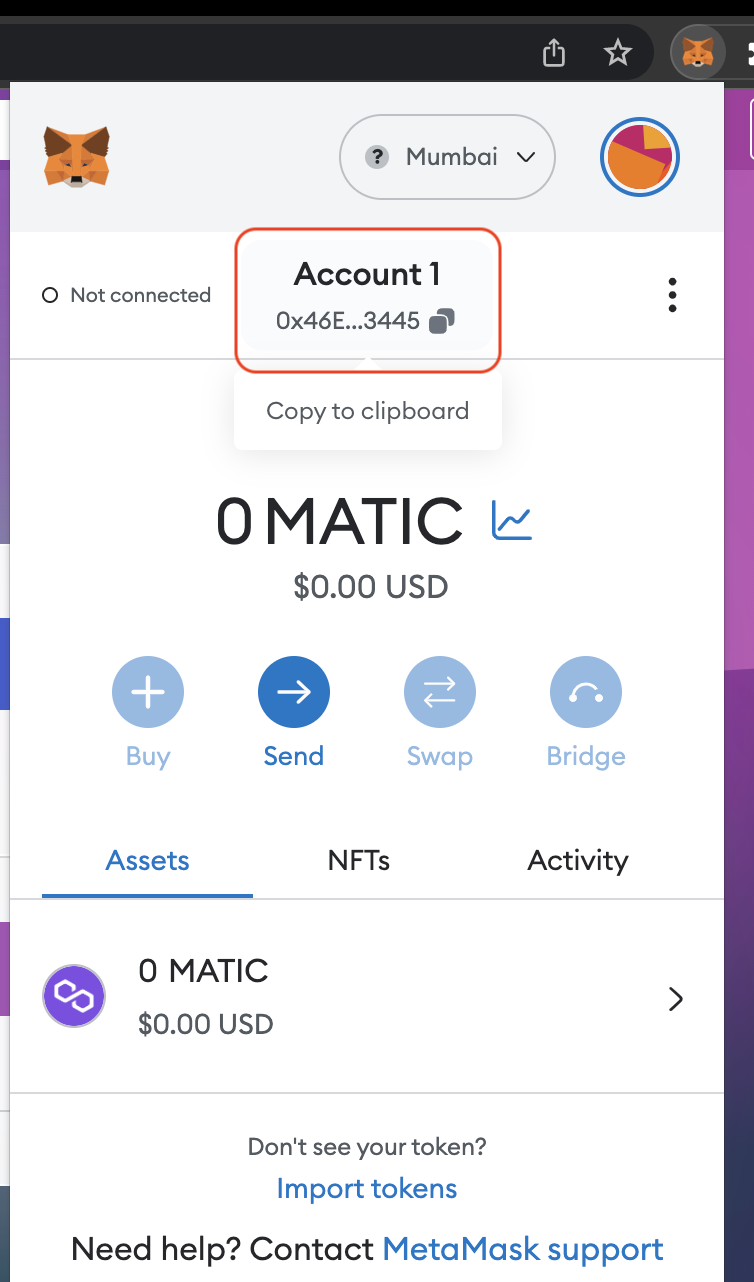 ? Mumbai
Not connected
Account 1
0x46E...3445
Copy to clipboard
0 MATIC
$0.00 USD
Buy
Send
Swap
Bridge
Assets
NFTs
Activity
0 MATIC
$0.00 USD
Don't see your token?
Import tokens
Need help? Contact MetaMask support